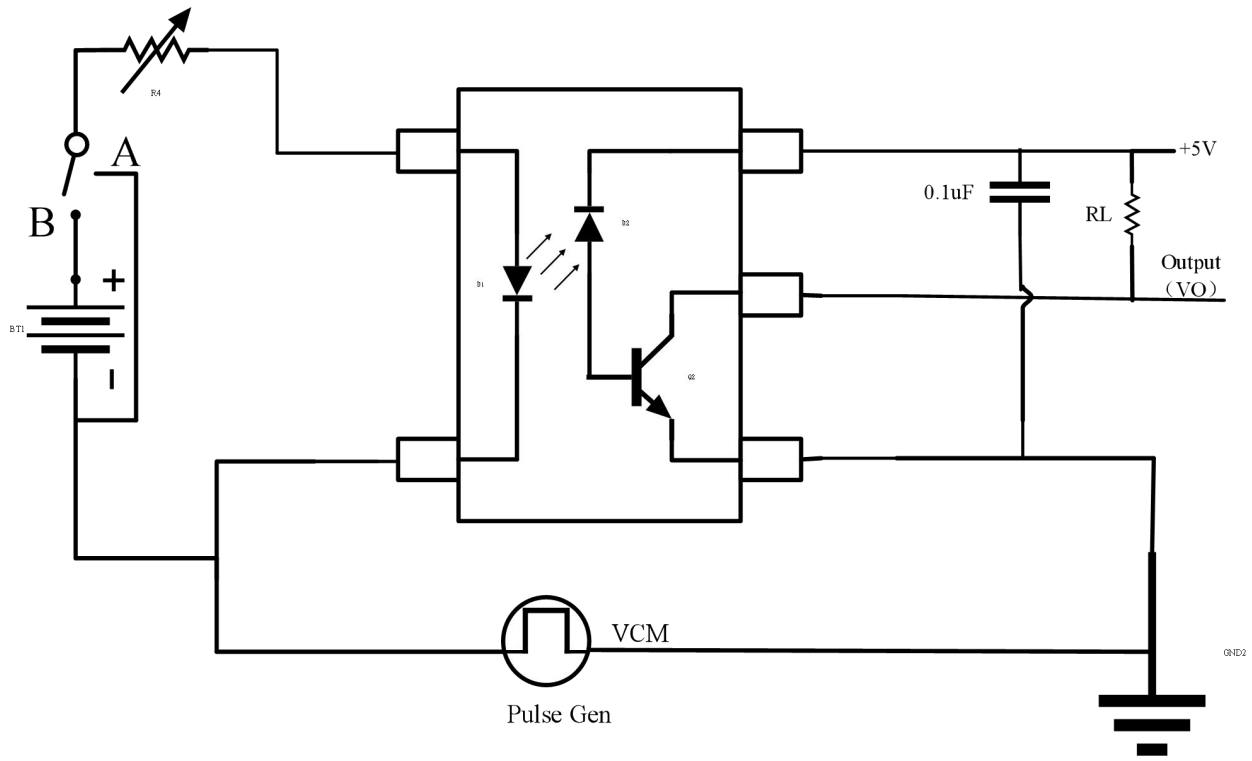 R4
A
B
+
BT1
-
D1
D2
Q2
0.1uF
+5V
RL
Output
（VO）
VCM
Pulse Gen
GND2